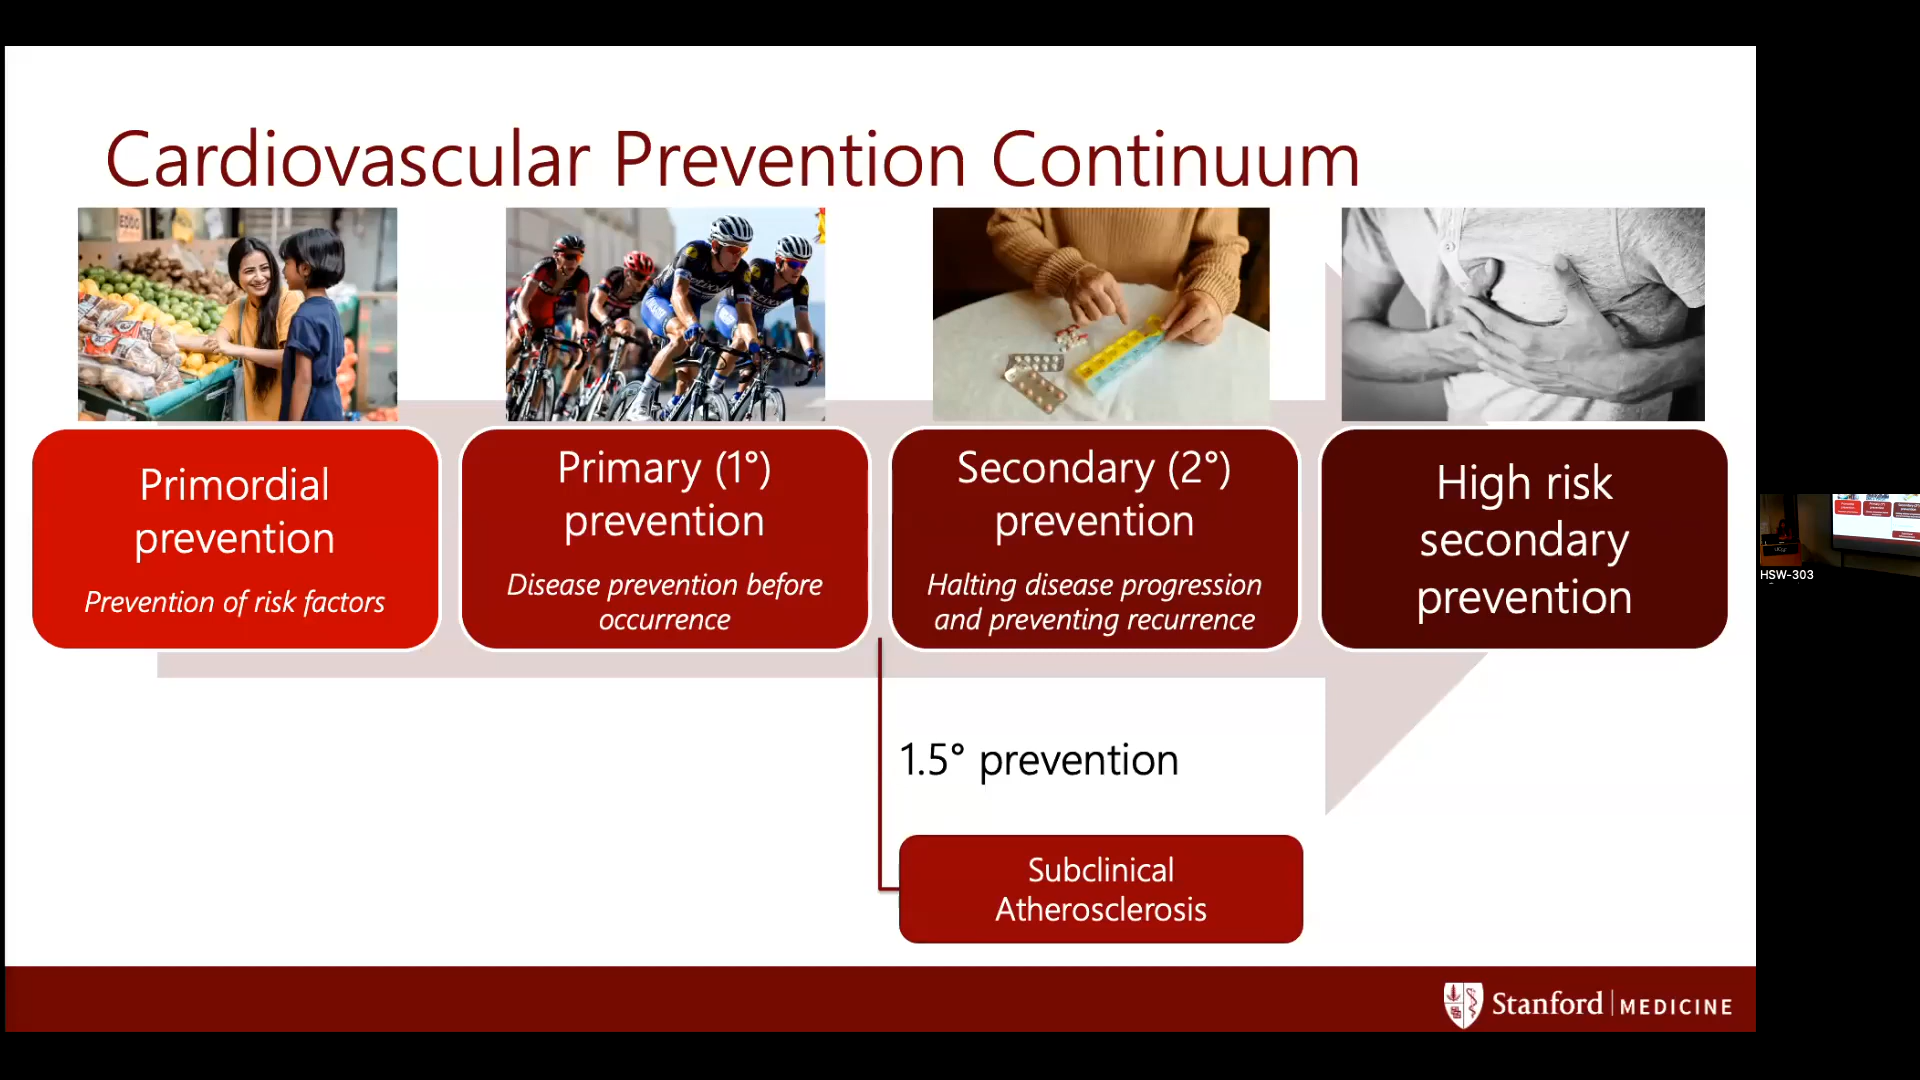 Cardiovascular Prevention Continuum
Primordial
prevention
Prevention of risk factors
Primary (1°)
prevention
Disease prevention before
occurrence
Secondary (2°)
prevention
Halting disease progression
and preventing recurrence
High risk
secondary
prevention
1.5° prevention
Subclinical
Atherosclerosis
Stanford MEDICINE
HSW-303